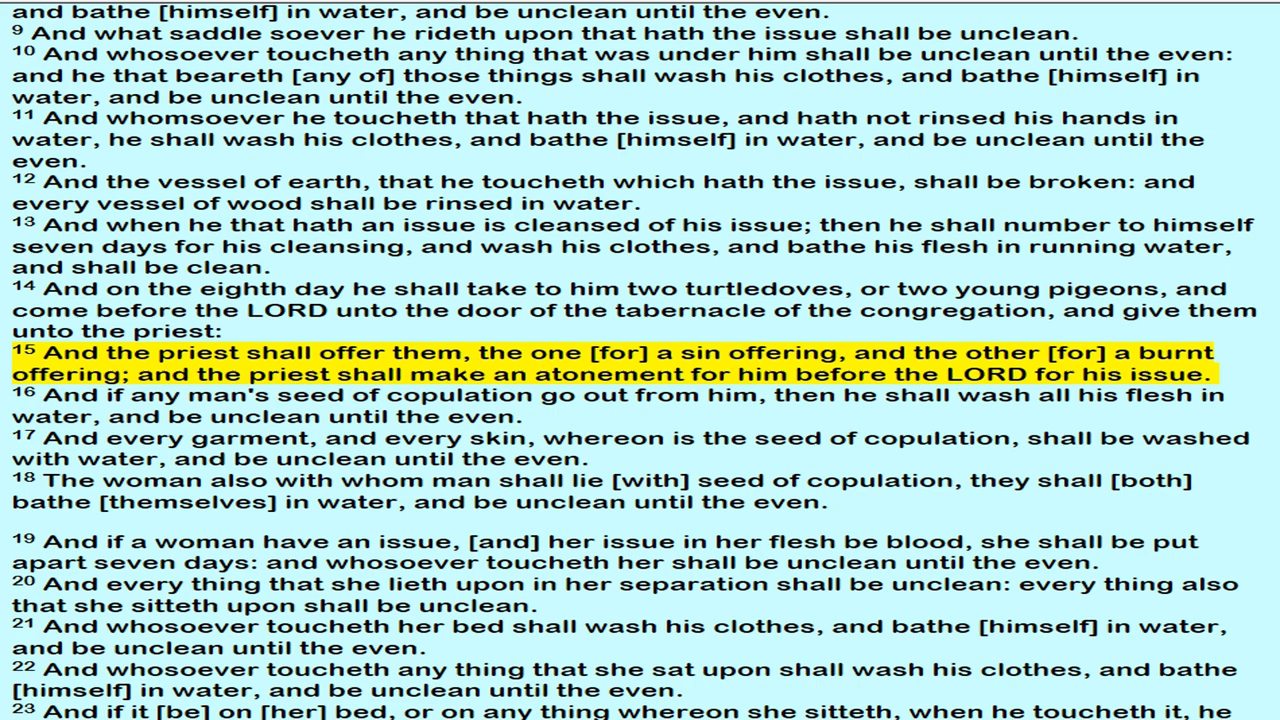 and bathe [himself] in water, and be unclean until the even.
9 And what saddle soever he rideth upon that hath the issue shall be unclean.
10 And whosoever toucheth any thing that was under him shall be unclean until the even:
and he that beareth [any of] those things shall wash his clothes, and bathe [himself] in
water, and be unclean until the even.
11 And whomsoever he toucheth that hath the issue, and hath not rinsed his hands in
water, he shall wash his clothes, and bathe [himself] in water, and be unclean until the
even.
12 And the vessel of earth, that he toucheth which hath the issue, shall be broken: and
every vessel of wood shall be rinsed in water.
13 And when he that hath an issue is cleansed of his issue; then he shall number to himself
seven days for his cleansing, and wash his clothes, and bathe his flesh in running water,
and shall be clean.
14 And on the eighth day he shall take to him two turtledoves, or two young pigeons, and
come before the LORD unto the door of the tabernacle of the congregation, and give them
unto the priest:
15 And the priest shall offer them, the one [for] a sin offering, and the other [for] a burnt
offering; and the priest shall make an atonement for him before the LORD for his issue.
16 And if any man's seed of copulation go out from him, then he shall wash all his flesh in
water, and be unclean until the even.
17 And every garment, and every skin, whereon is the seed of copulation, shall be washed
with water, and be unclean until the even.
18 The woman also with whom man shall lie [with] seed of copulation, they shall [both]
bathe [themselves] in water, and be unclean until the even.
19 And if a woman have an issue, [and] her issue in her flesh be blood, she shall be put
apart seven days: and whosoever toucheth her shall be unclean until the even.
20 And every thing that she lieth upon in her separation shall be unclean: every thing also
that she sitteth upon shall be unclean.
21 And whosoever toucheth her bed shall wash his clothes, and bathe [himself] in water,
and be unclean until the even.
22 And whosoever toucheth any thing that she sat upon shall wash his clothes, and bathe
[himself] in water, and be unclean until the even.
23 And if it [be] on [her] bed, or on any thing whereon she sitteth, when he toucheth it, he